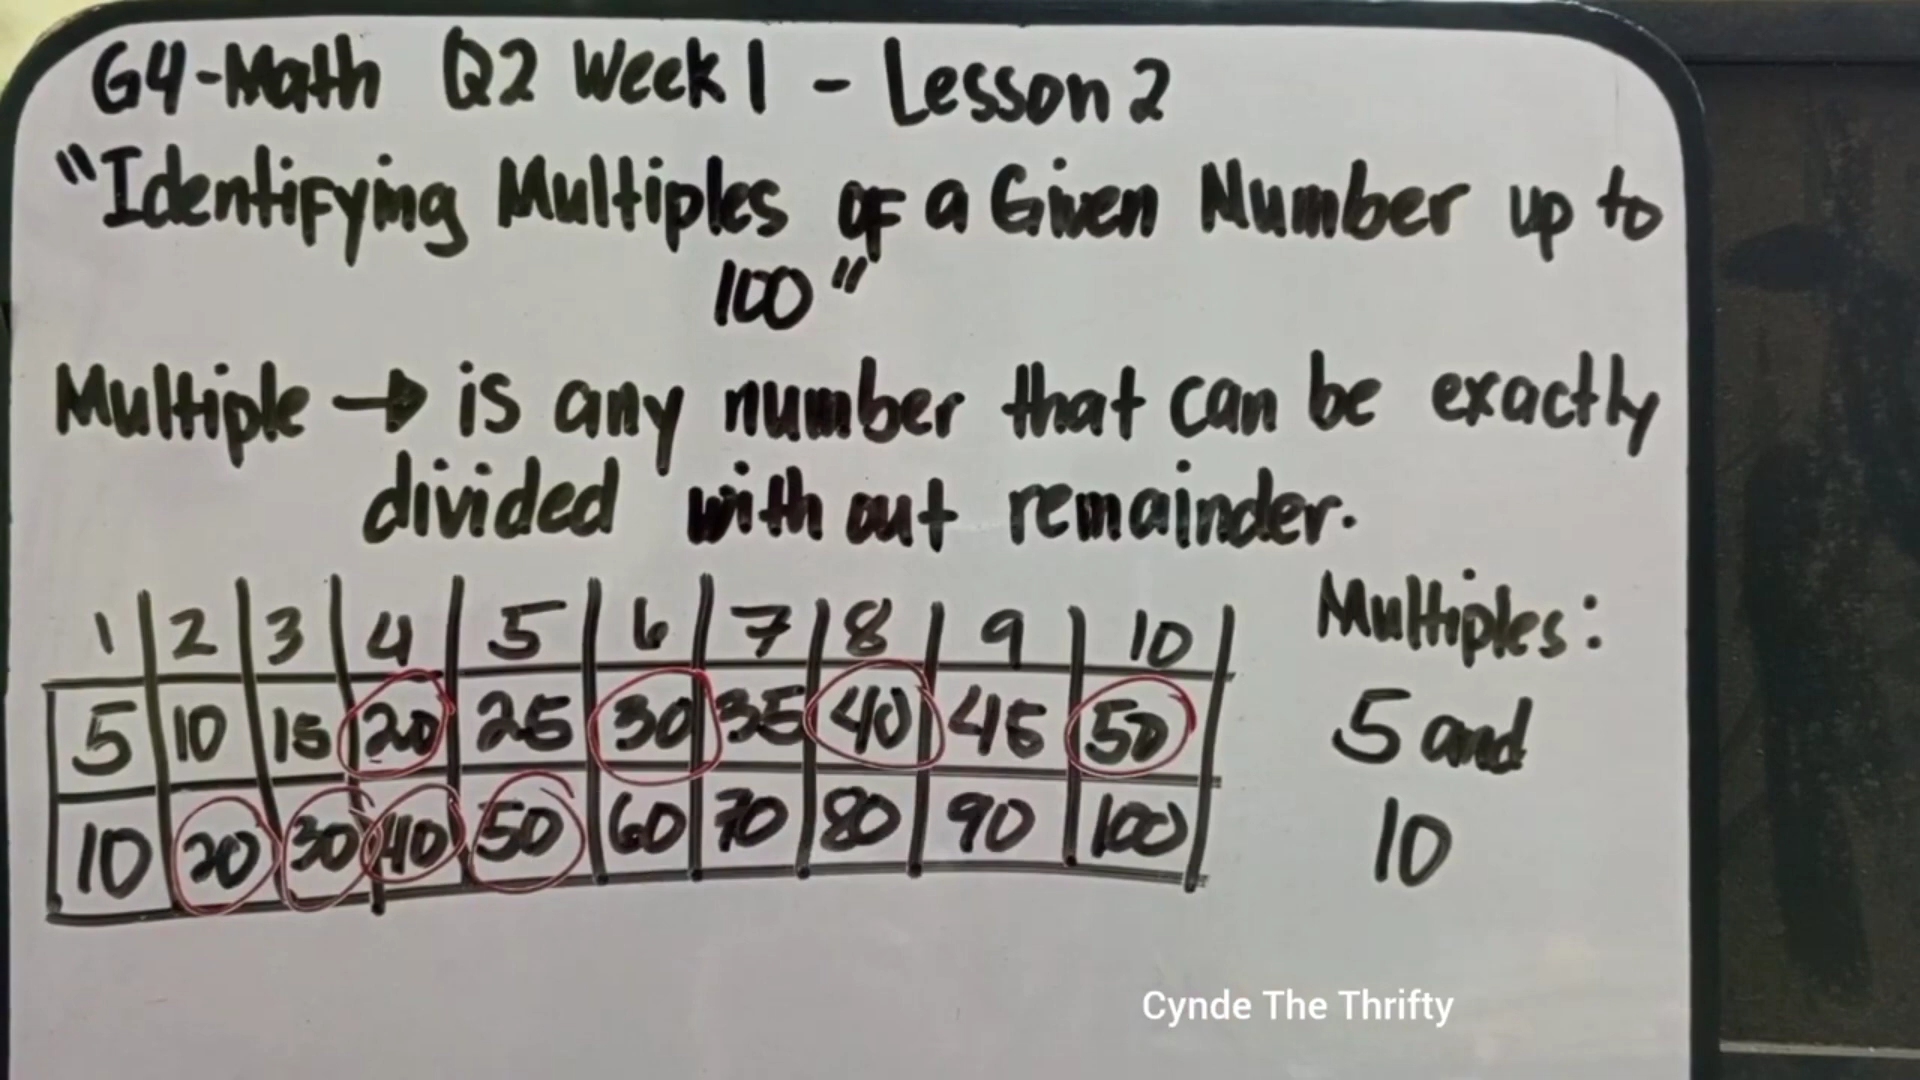 G4-Math Q2 Week 1 - Lesson 2
"Identifying Multiples of a Given Number up to
100"
Multiple → is any number that can be exactly
divided with out remainder.
1 2 3 4 5 6 7 8 9 10
5 10 15 20 25 30 35 40 45 50
10 20 30 40 50 60 70 80 90 100
Multiples:
5 and
10
Cynde The Thrifty